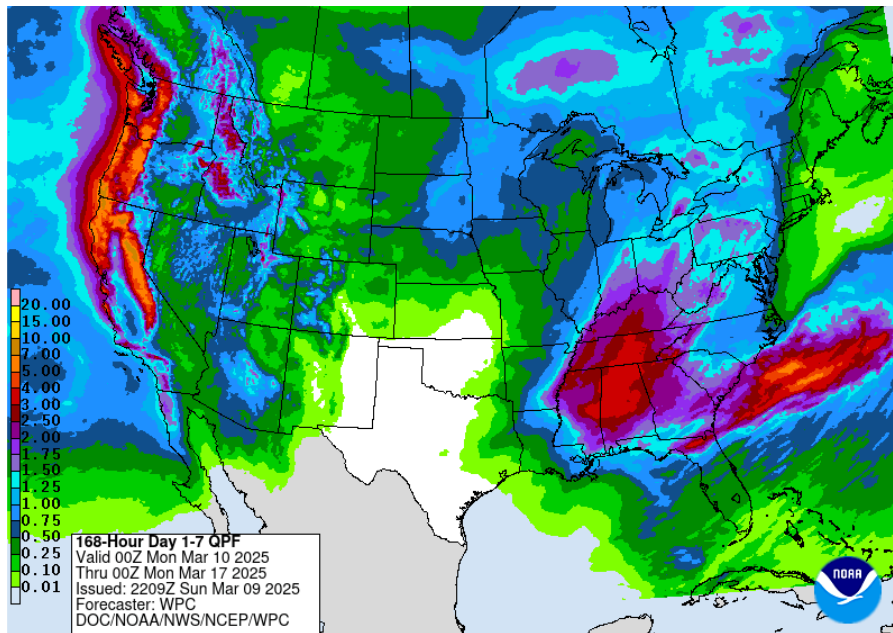 20.00
15.00
10.00
7.00
5.00
4.00
3.00
2.50
2.00
1.75
1.50
1.25
1.00
0.75
0.50
0.25
0.10
0.01
168-Hour Day 1-7 QPF
Valid 00Z Mon Mar 10 2025
Thru 00Z Mon Mar 17 2025
Issued: 2209Z Sun Mar 09 2025
Forecaster: WPC
DOC/NOAA/NWS/NCEP/WPC
NOAA